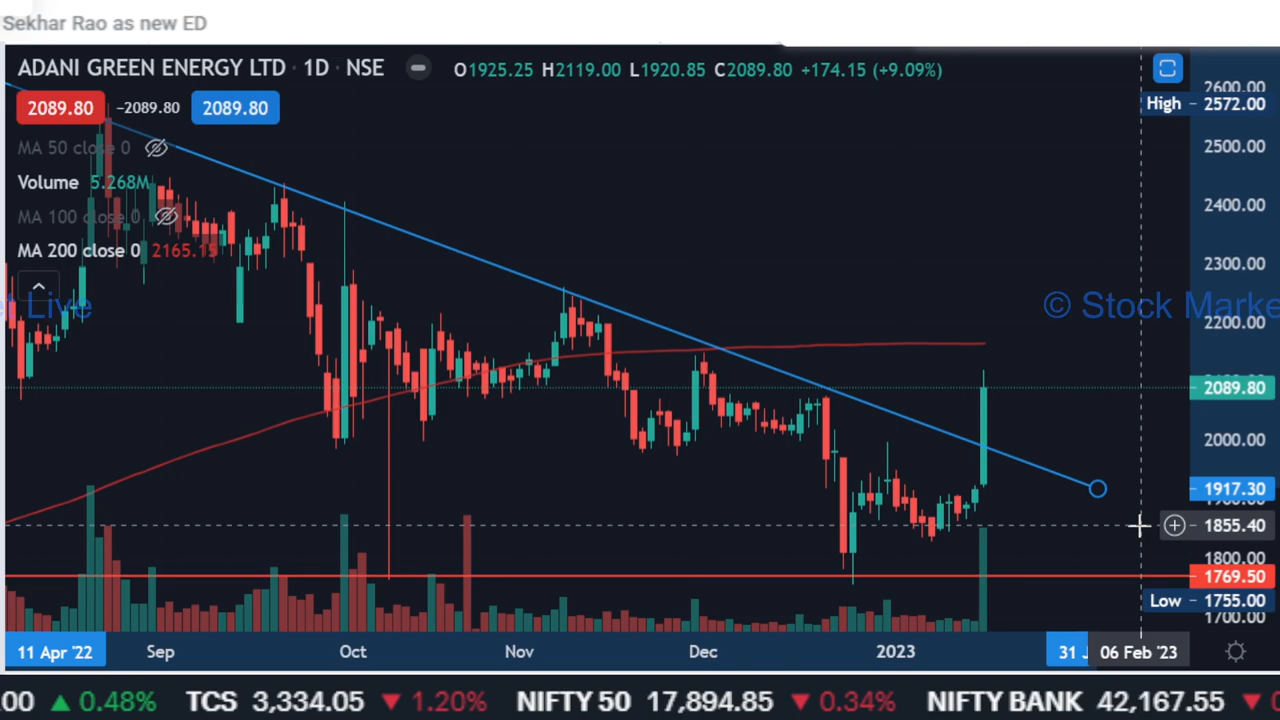 Sekhar Rao as new ED
ADANI GREEN ENERGY LTD · 1D · NSE
O1925.25 H2119.00 L1920.85 C2089.80 +174.15 (+9.09%)
2089.80 −2089.80 2089.80
MA 50 close 0
Volume 5.268M
MA 100 close 0
MA 200 close 0 2165.15
Live
© Stock Marke
2600.00
High - 2572.00
2500.00
2400.00
2300.00
2200.00
2089.80
2000.00
1917.30
1855.40
1800.00
1769.50
Low - 1755.00
1700.00
11 Apr '22 Sep Oct Nov Dec 2023 31 06 Feb '23
.00 ▲ 0.48% TCS 3,334.05 ▼ 1.20% NIFTY 50 17,894.85 ▼ 0.34% NIFTY BANK 42,167.55 ▼